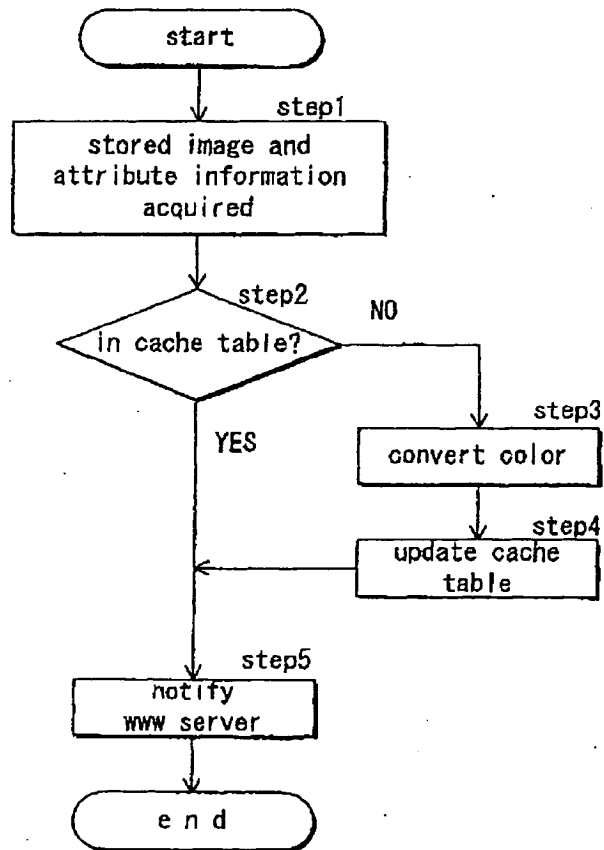 start
step1
stored image and
attribute information
acquired
step2
in cache table?
NO
YES
step3
convert color
step4
update cache
table
step5
notify
www server
e n d